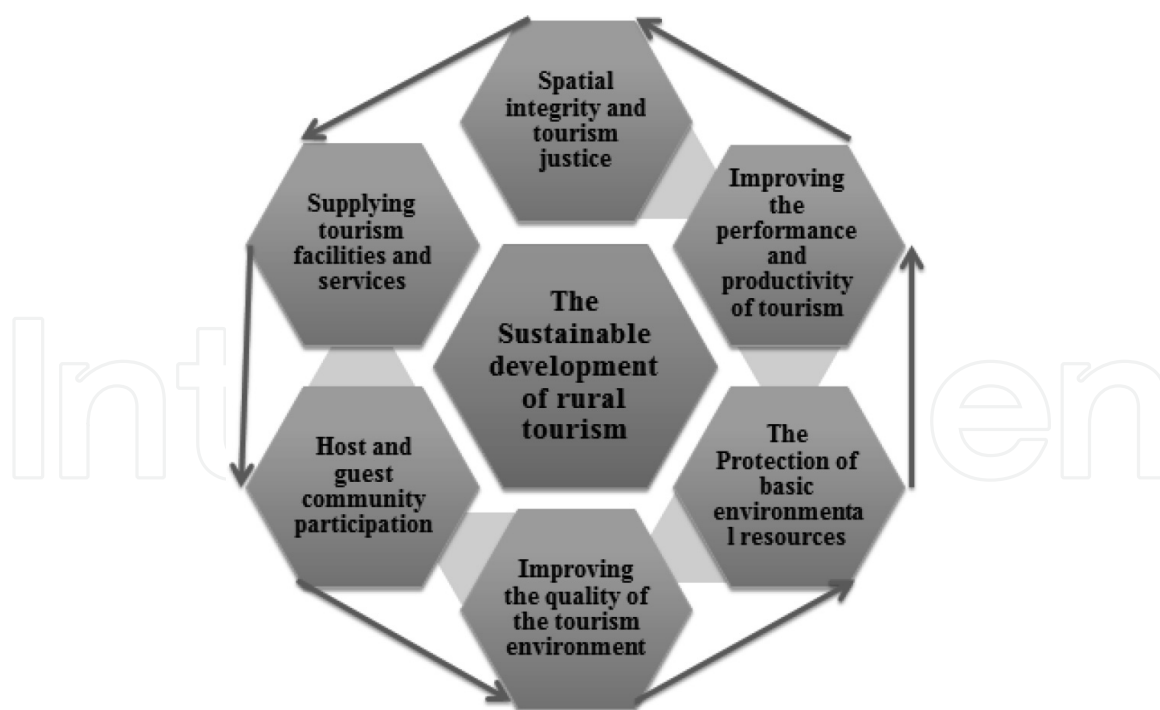 Spatial
integrity and
tourism
justice
Improving
the
performance
and
productivity of
of tourism
Supplying
tourism
facilities and
services
The
Sustainable
development
of rural
tourism
Host and
guest
community
participation
The
Protection of
basic
environmenta
l resources
Improving
the quality of
the tourism
environment